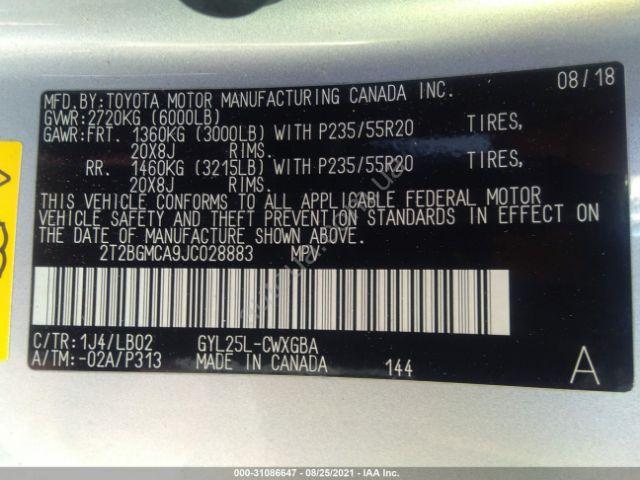 MFD.BY:TOYOTA MOTOR MANUFACTURING CANADA INC. 08/18
GVWR:2720KG (6000LB)
GAWR:FRT. 1360KG (3000LB) WITH P235/55R20 TIRES,
20X8J RIMS.
RR. 1460KG (3215LB) WITH P235/55R20 TIRES,
20X8J RIMS.
THIS VEHICLE CONFORMS TO ALL APPLICABLE FEDERAL MOTOR
VEHICLE SAFETY AND THEFT PREVENTION STANDARDS IN EFFECT ON
THE DATE OF MANUFACTURE SHOWN ABOVE.
2T2BGMCA9JC028883 MPV
C/TR:1J4/LB02 GYL25L-CWXGBA
A/TM:-02A/P313 MADE IN CANADA 144 A
000-31086647 - 08/25/2021 - IAA Inc.